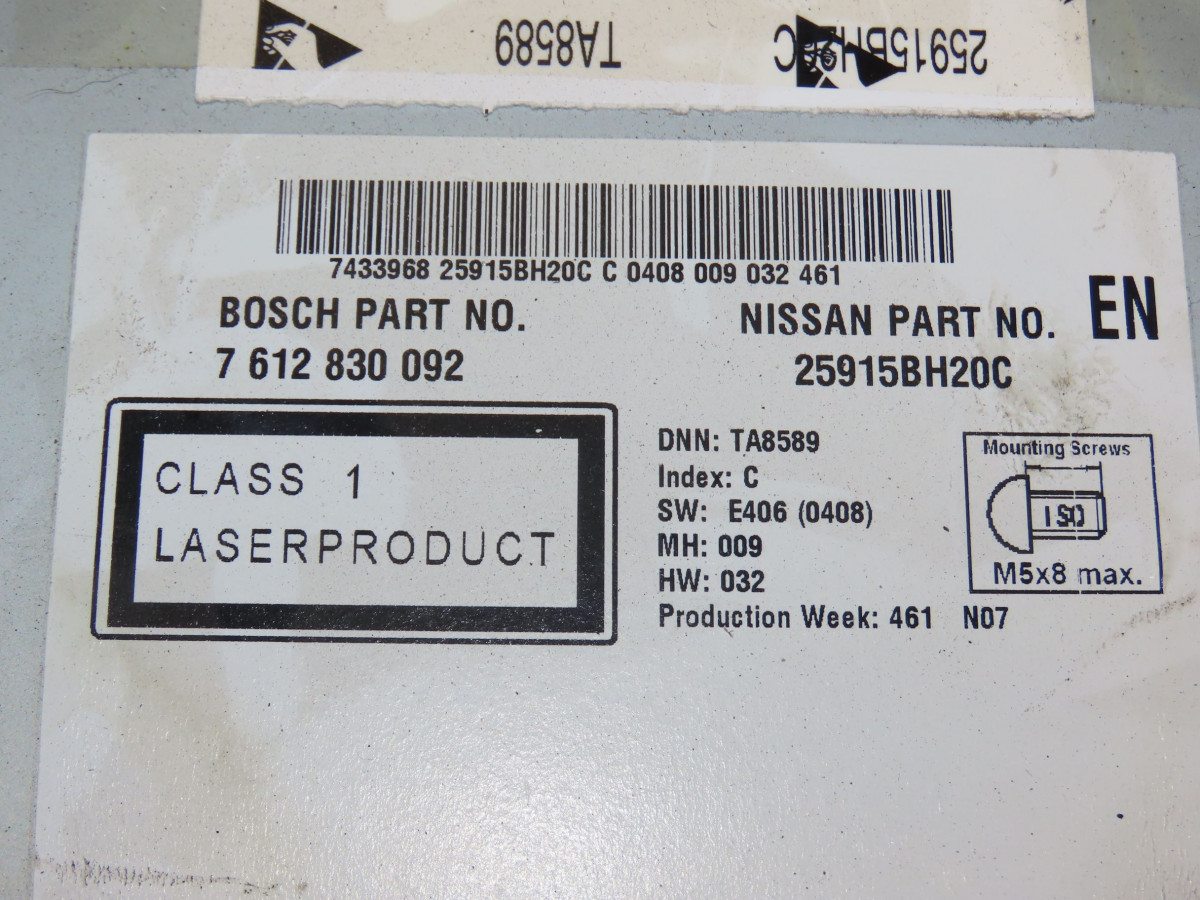 TA8589
25915BH20C
7433968 25915BH20C C 0408 009 032 461
BOSCH PART NO.
7 612 830 092
NISSAN PART NO.
25915BH20C
EN
CLASS 1
LASERPRODUCT
DNN: TA8589
Index: C
SW: E406 (0408)
MH: 009
HW: 032
Production Week: 461 N07
Mounting Screws
ISO
M5x8 max.